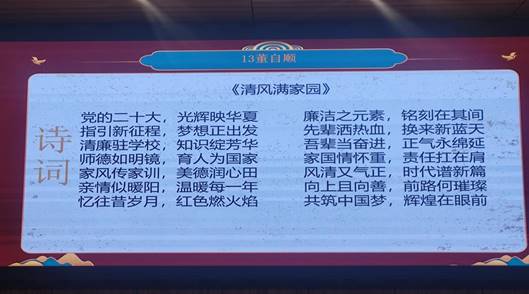 13董自顺
《清风满家园》
诗词
党的二十大，光辉映华夏
指引新征程，梦想正出发
清廉驻学校，知识绽芳华
师德如明镜，育人为国家
家风传家训，美德润心田
亲情似暖阳，温暖每一年
忆往昔岁月，红色燃火焰
廉洁之元素，铭刻在其间
先辈洒热血，换来新蓝天
吾辈当奋进，正气永绵延
家国情怀重，责任扛在肩
风清又气正，时代谱新篇
向上且向善，前路何璀璨
共筑中国梦，辉煌在眼前